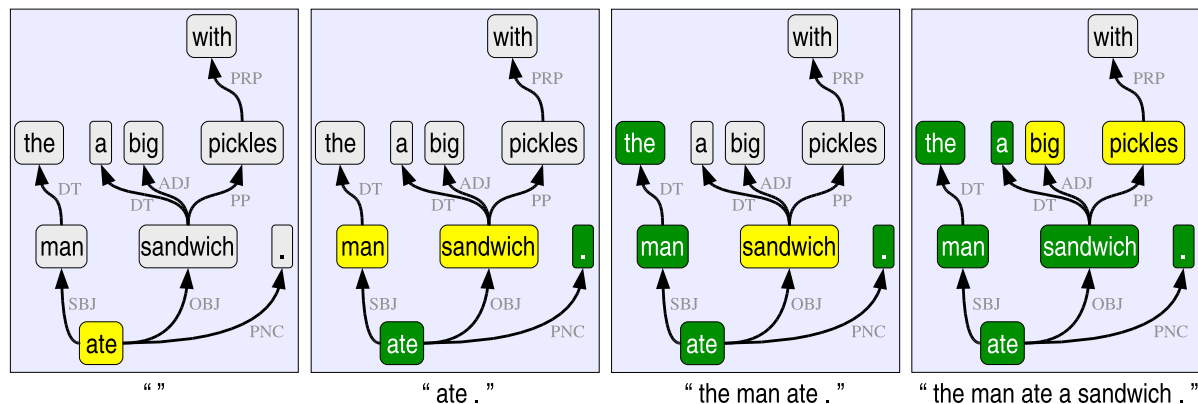 with
PRP
the
a
big
pickles
DT
DT
ADJ
PP
man
sandwich
.
SBJ
OBJ
PNC
ate
“ ”
with
PRP
the
a
big
pickles
DT
DT
ADJ
PP
man
sandwich
.
SBJ
OBJ
PNC
ate
“ ate . ”
with
PRP
the
a
big
pickles
DT
DT
ADJ
PP
man
sandwich
.
SBJ
OBJ
PNC
ate
“ the man ate . ”
with
PRP
the
a
big
pickles
DT
DT
ADJ
PP
man
sandwich
.
SBJ
OBJ
PNC
ate
“ the man ate a sandwich . ”